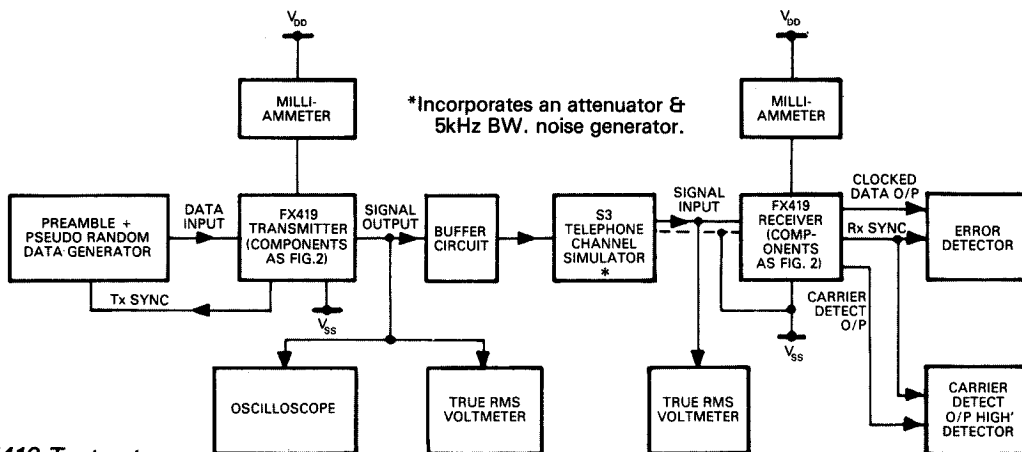 VDD
VDD
MILLI-
AMMETER
*Incorporates an attenuator &
5kHz BW. noise generator.
MILLI-
AMMETER
PREAMBLE +
PSEUDO RANDOM
DATA GENERATOR
DATA
INPUT
FX419
TRANSMITTER
(COMPONENTS
AS FIG.2)
SIGNAL
OUTPUT
BUFFER
CIRCUIT
S3
TELEPHONE
CHANNEL
SIMULATOR
*
SIGNAL
INPUT
FX419
RECEIVER
(COMP-
ONENTS
AS FIG. 2)
CLOCKED
DATA O/P
Rx SYNC
ERROR
DETECTOR
Tx SYNC
VSS
CARRIER
DETECT
O/P
VSS
OSCILLOSCOPE
TRUE RMS
VOLTMETER
TRUE RMS
VOLTMETER
CARRIER
DETECT
O/P HIGH'
DETECTOR